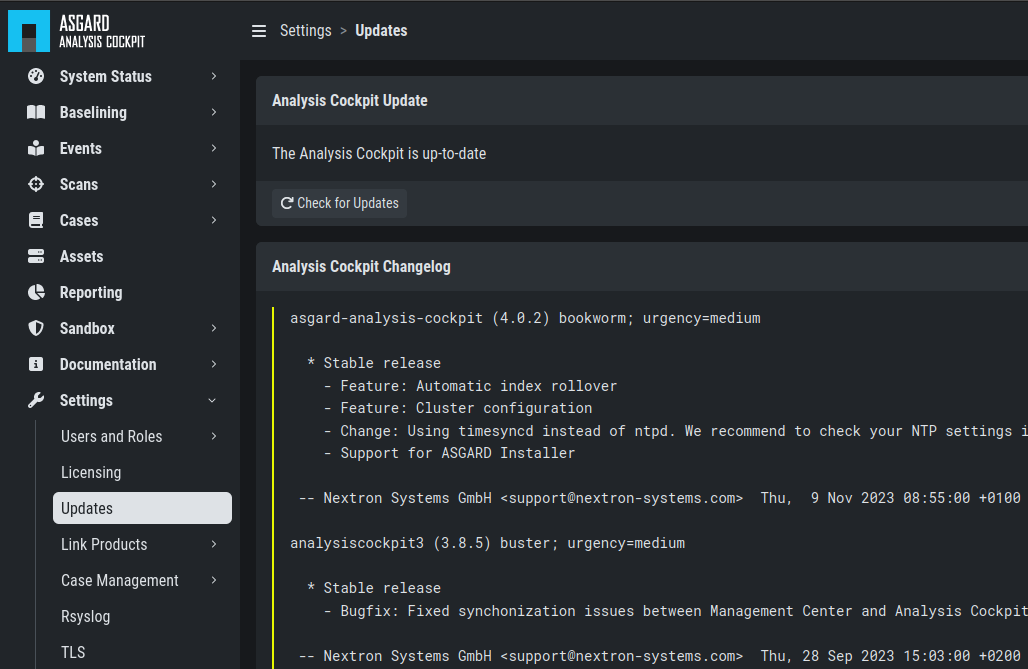 ASGARD
ANALYSIS COCKPIT
System Status
Baselining
Events
Scans
Cases
Assets
Reporting
Sandbox
Documentation
Settings
Users and Roles
Licensing
Updates
Link Products
Case Management
Rsyslog
TLS
Settings > Updates
Analysis Cockpit Update
The Analysis Cockpit is up-to-date
Check for Updates
Analysis Cockpit Changelog
asgard-analysis-cockpit (4.0.2) bookworm; urgency=medium
* Stable release
- Feature: Automatic index rollover
- Feature: Cluster configuration
- Change: Using timesyncd instead of ntpd. We recommend to check your NTP settings i
- Support for ASGARD Installer
-- Nextron Systems GmbH <support@nextron-systems.com>  Thu,  9 Nov 2023 08:55:00 +0100
analysiscockpit3 (3.8.5) buster; urgency=medium
* Stable release
- Bugfix: Fixed synchonization issues between Management Center and Analysis Cockpit
-- Nextron Systems GmbH <support@nextron-systems.com>  Thu, 28 Sep 2023 15:03:00 +0200